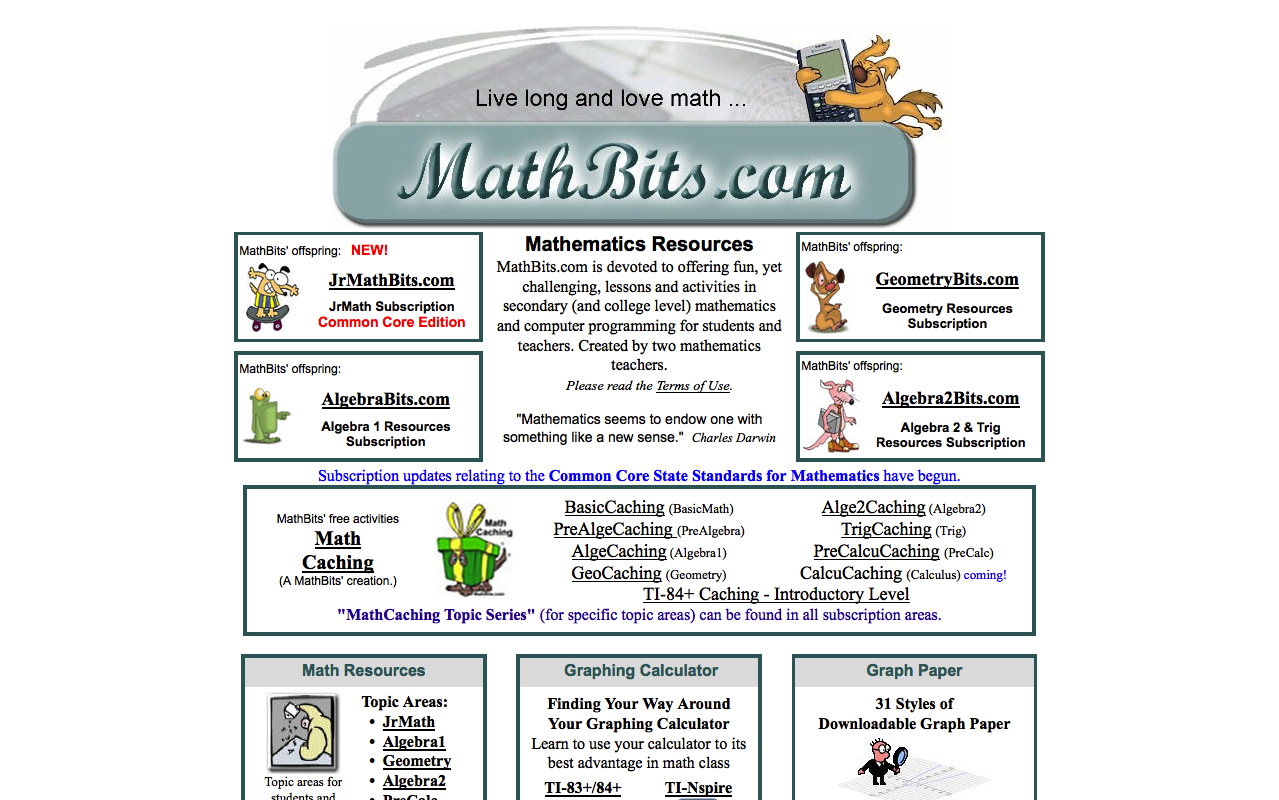 Live long and love math ...
MathBits.com
MathBits' offspring: NEW!
JrMathBits.com
JrMath Subscription
Common Core Edition
MathBits' offspring:
AlgebraBits.com
Algebra 1 Resources
Subscription
Mathematics Resources
MathBits.com is devoted to offering fun, yet
challenging, lessons and activities in
secondary (and college level) mathematics
and computer programming for students and
teachers. Created by two mathematics
teachers.
Please read the Terms of Use.
"Mathematics seems to endow one with
something like a new sense." Charles Darwin
MathBits' offspring:
GeometryBits.com
Geometry Resources
Subscription
MathBits' offspring:
Algebra2Bits.com
Algebra 2 & Trig
Resources Subscription
Subscription updates relating to the Common Core State Standards for Mathematics have begun.
MathBits' free activities
Math
Caching
(A MathBits' creation.)
Math
Caching
BasicCaching (BasicMath)
PreAlgeCaching (PreAlgebra)
AlgeCaching (Algebra1)
GeoCaching (Geometry)
Alge2Caching (Algebra2)
TrigCaching (Trig)
PreCalcuCaching (PreCalc)
CalcuCaching (Calculus) coming!
TI-84+ Caching - Introductory Level
"MathCaching Topic Series" (for specific topic areas) can be found in all subscription areas.
Math Resources
Topic Areas:
• JrMath
• Algebra1
• Geometry
• Algebra2
• PreCalc
Topic areas for
students and
Graphing Calculator
Finding Your Way Around
Your Graphing Calculator
Learn to use your calculator to its
best advantage in math class
TI-83+/84+ TI-Nspire
Graph Paper
31 Styles of
Downloadable Graph Paper